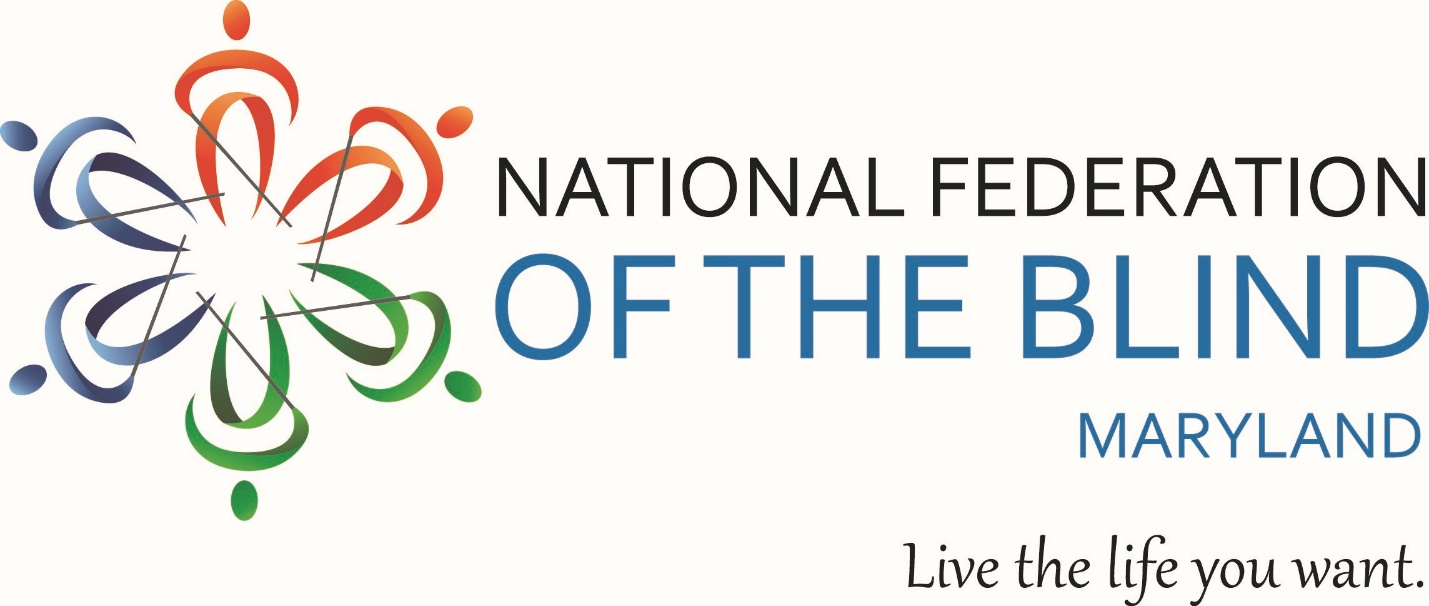 NATIONAL FEDERATION
OF THE BLIND
MARYLAND
Live the life you want.